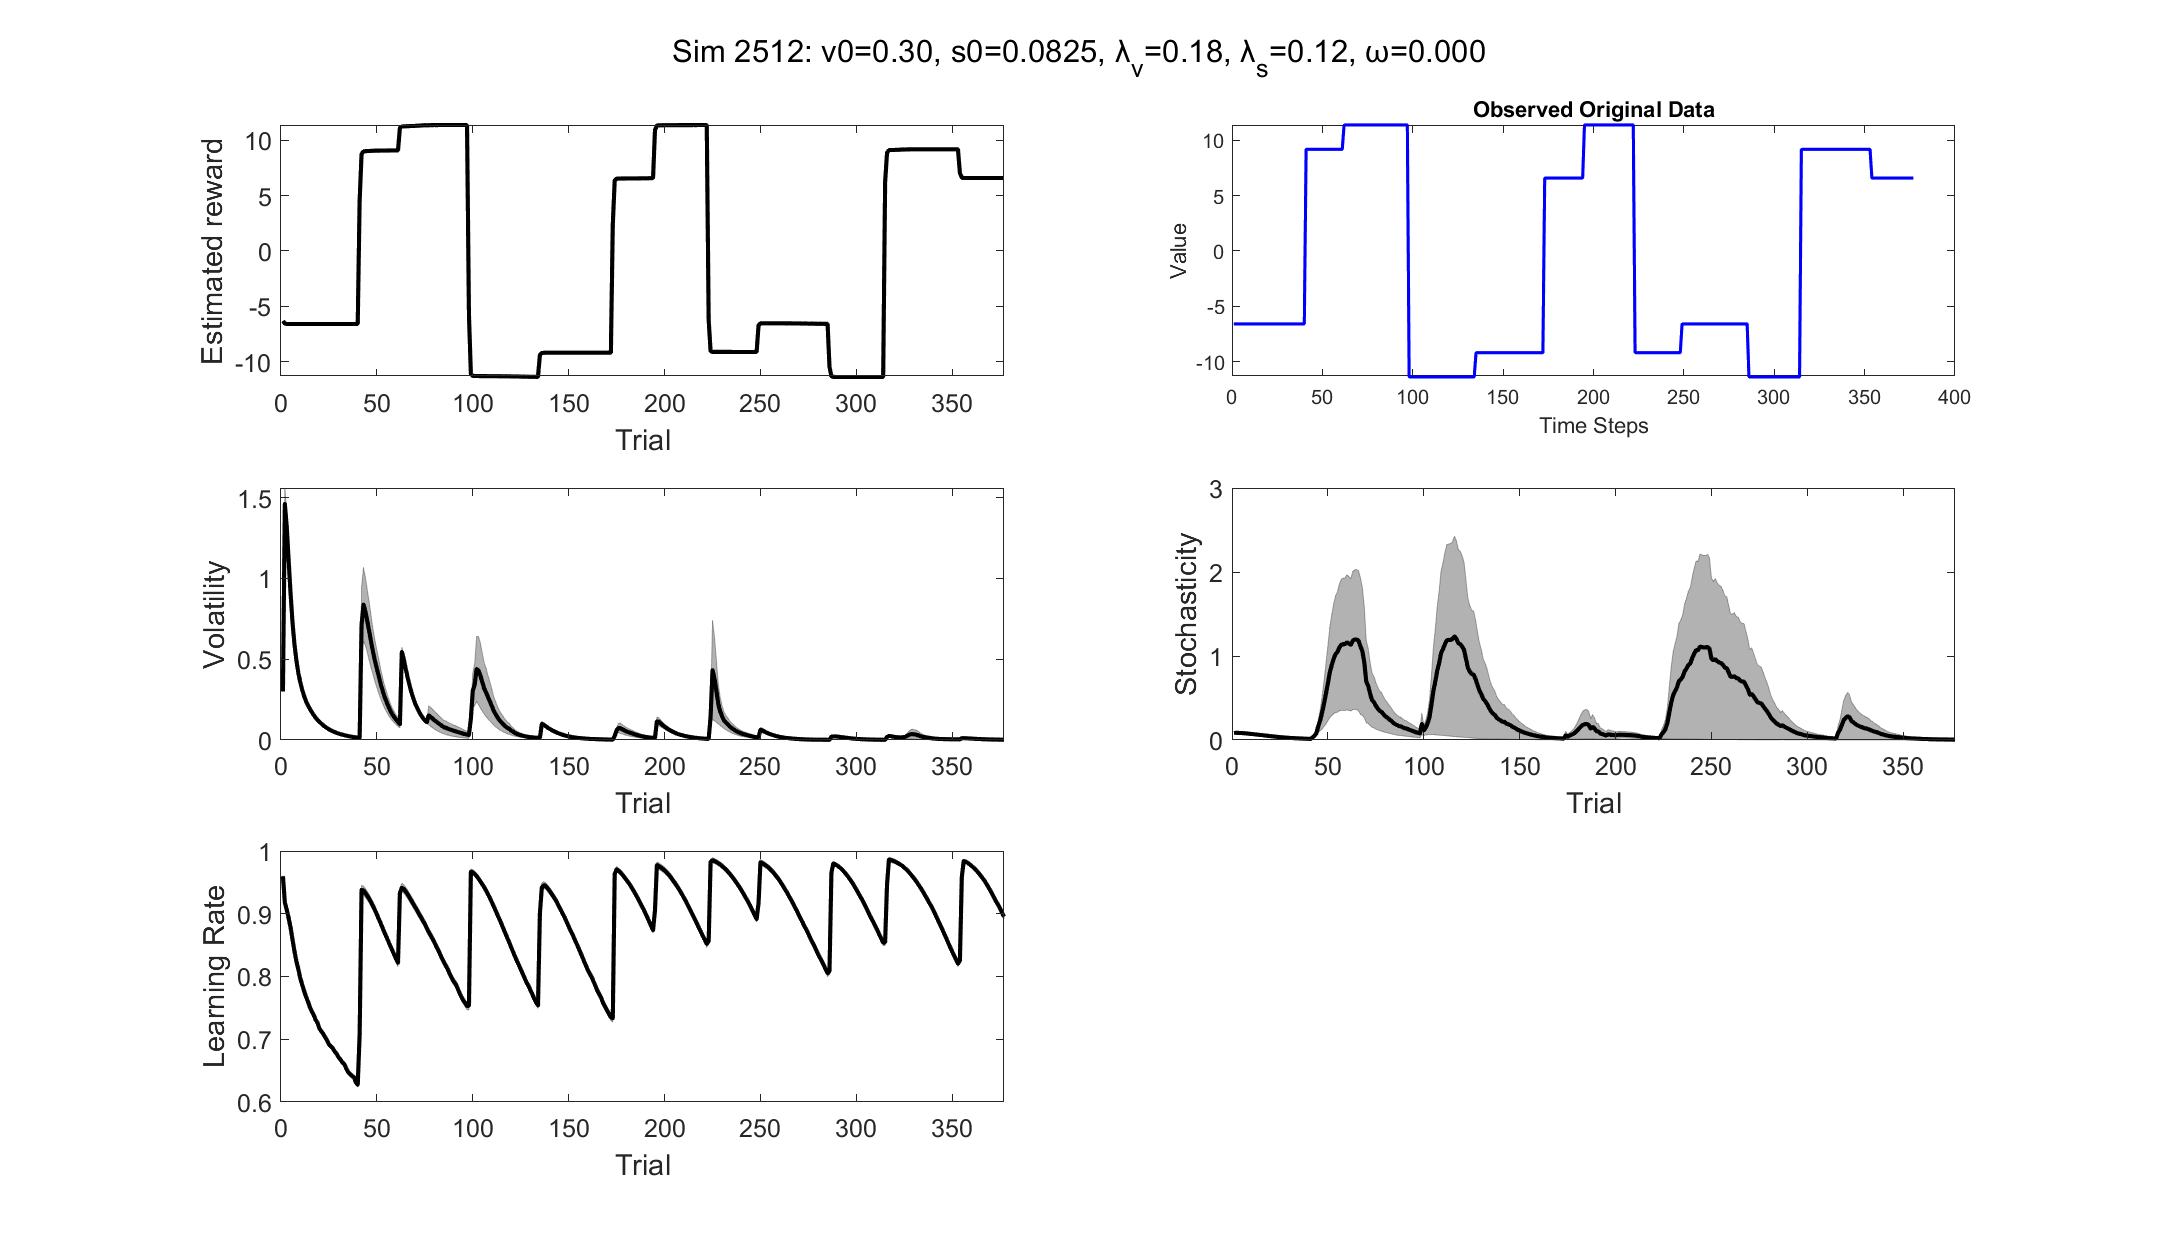 Sim 2512: v0=0.30, s0=0.0825, λv=0.18, λs=0.12, ω=0.000
Estimated reward
10
5
0
-5
-10
0 50 100 150 200 250 300 350
Trial
Observed Original Data
Value
10
5
0
-5
-10
0 50 100 150 200 250 300 350 400
Time Steps
Volatility
1.5
1
0.5
0
0 50 100 150 200 250 300 350
Trial
Stochasticity
3
2
1
0
0 50 100 150 200 250 300 350
Trial
Learning Rate
1
0.9
0.8
0.7
0.6
0 50 100 150 200 250 300 350
Trial